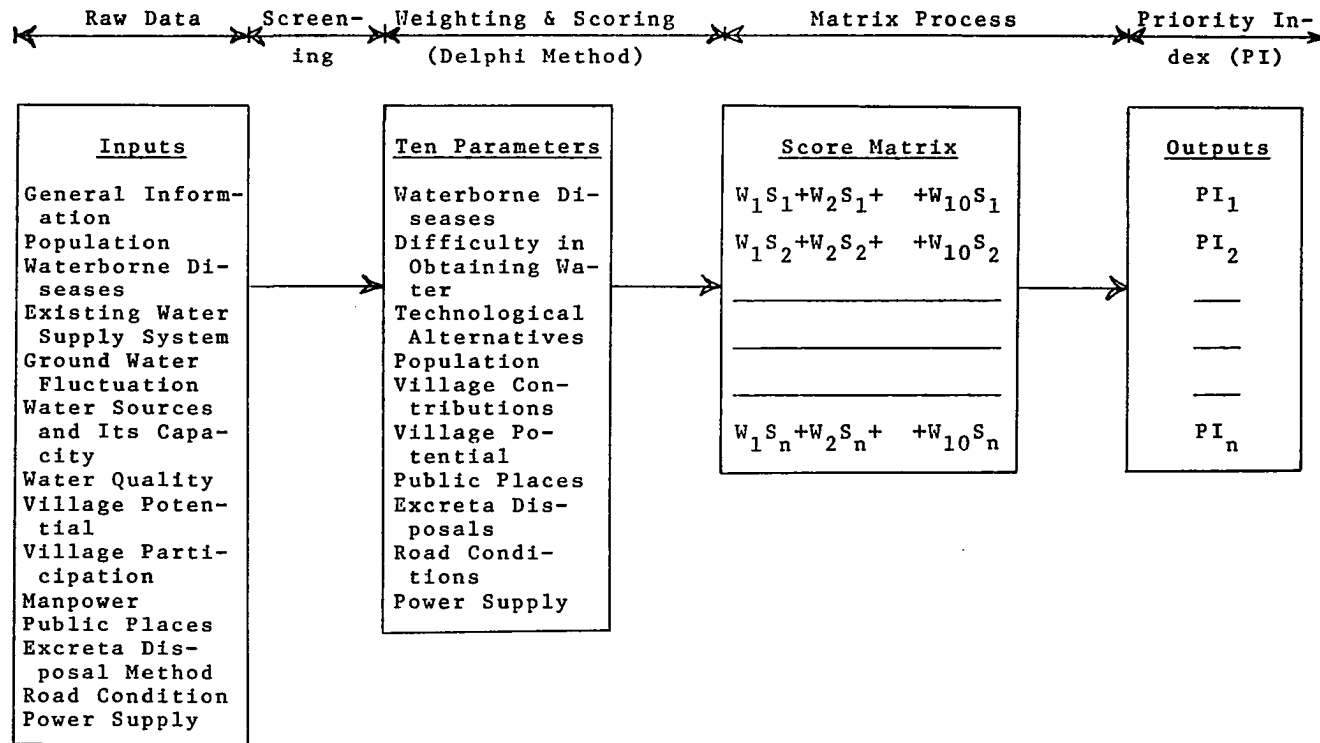 Raw Data Screen- Weighting & Scoring Matrix Process Priority In-
ing (Delphi Method) dex (PI)
Inputs
General Inform-
ation
Population
Waterborne Di-
seases
Existing Water
Supply System
Ground Water
Fluctuation
Water Sources
and Its Capa-
city
Water Quality
Village Poten-
tial
Village Parti-
cipation
Manpower
Public Places
Excreta Dis-
posal Method
Road Condition
Power Supply
Ten Parameters
Waterborne Di-
seases
Difficulty in
Obtaining Wa-
ter
Technological
Alternatives
Population
Village Con-
tributions
Village Po-
tential
Public Places
Excreta Dis-
posals
Road Condi-
tions
Power Supply
Score Matrix
W1S1+W2S1+ +W10S1
W1S2+W2S2+ +W10S2
W1Sn+W2Sn+ +W10Sn
Outputs
PI1
PI2
PIn